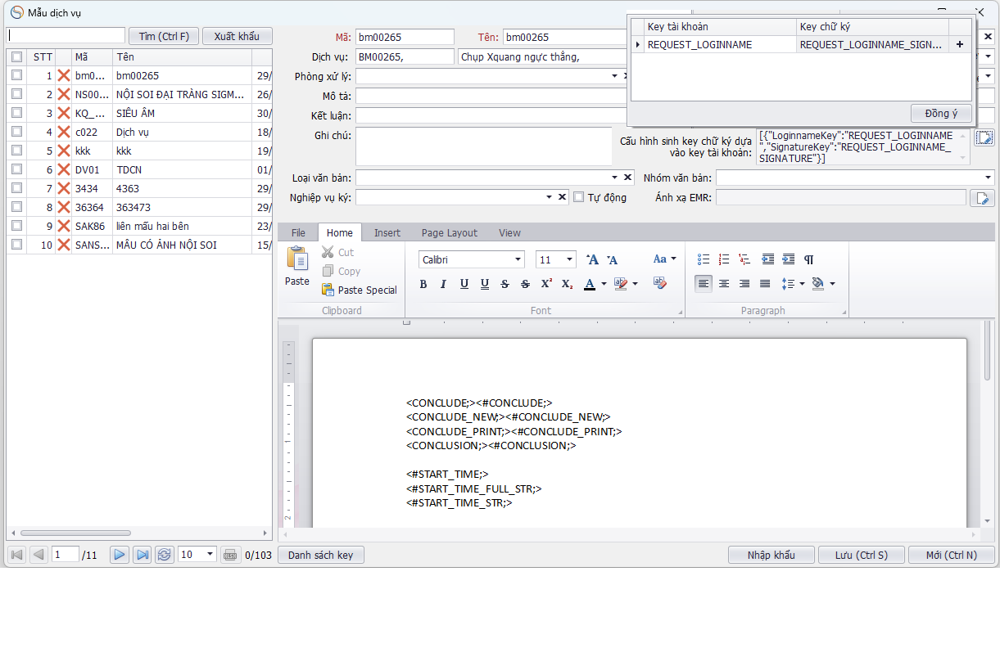 Mẫu dịch vụ
Tìm (Ctrl F)
Xuất khẩu
STT Mã Tên
1 bm0... bm00265 29/
2 NS00... NỘI SOI ĐẠI TRÀNG SIGM... 26/
3 KQ_... SIÊU ÂM 30/
4 c022 Dịch vụ 18/
5 kkk kkk 19/
6 DV01 TDCN 01/
7 3434 4363 29/
8 36364 363473 29/
9 SAK86 liên mấu hai bên 23/
10 SANS... MẪU CÓ ẢNH NỘI SOI 15/
1 /11 10 0/103
Mã: bm00265 Tên: bm00265
Dịch vụ: BM00265, Chụp Xquang ngực thẳng,
Phòng xử lý:
Mô tả:
Kết luận:
Key tài khoản Key chữ ký
REQUEST_LOGINNAME REQUEST_LOGINNAME_SIGN...
Đồng ý
Ghi chú:
Cấu hình sinh key chữ ký dựa
vào key tài khoản:
[{"LoginnameKey":"REQUEST_LOGINNAME
","SignatureKey":"REQUEST_LOGINNAME_
SIGNATURE"}]
Loại văn bản: Nhóm văn bản:
Nghiệp vụ ký: Tự động Ánh xạ EMR:
File Home Insert Page Layout View
Paste
Cut
Copy
Paste Special
Clipboard
Calibri 11
Font
Paragraph
<CONCLUDE;><#CONCLUDE;>
<CONCLUDE_NEW;><#CONCLUDE_NEW;>
<CONCLUDE_PRINT;><#CONCLUDE_PRINT;>
<CONCLUSION;><#CONCLUSION;>
<#START_TIME;>
<#START_TIME_FULL_STR;>
<#START_TIME_STR;>
Danh sách key
Nhập khẩu
Lưu (Ctrl S)
Mới (Ctrl N)